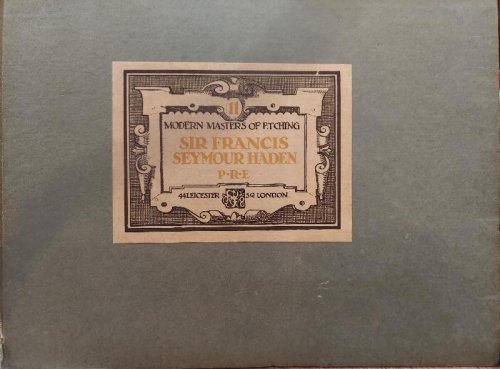 11
MODERN MASTERS OF ETCHING
SIR FRANCIS
SEYMOUR HADEN
P·R·E
44 LEICESTER SQ LONDON